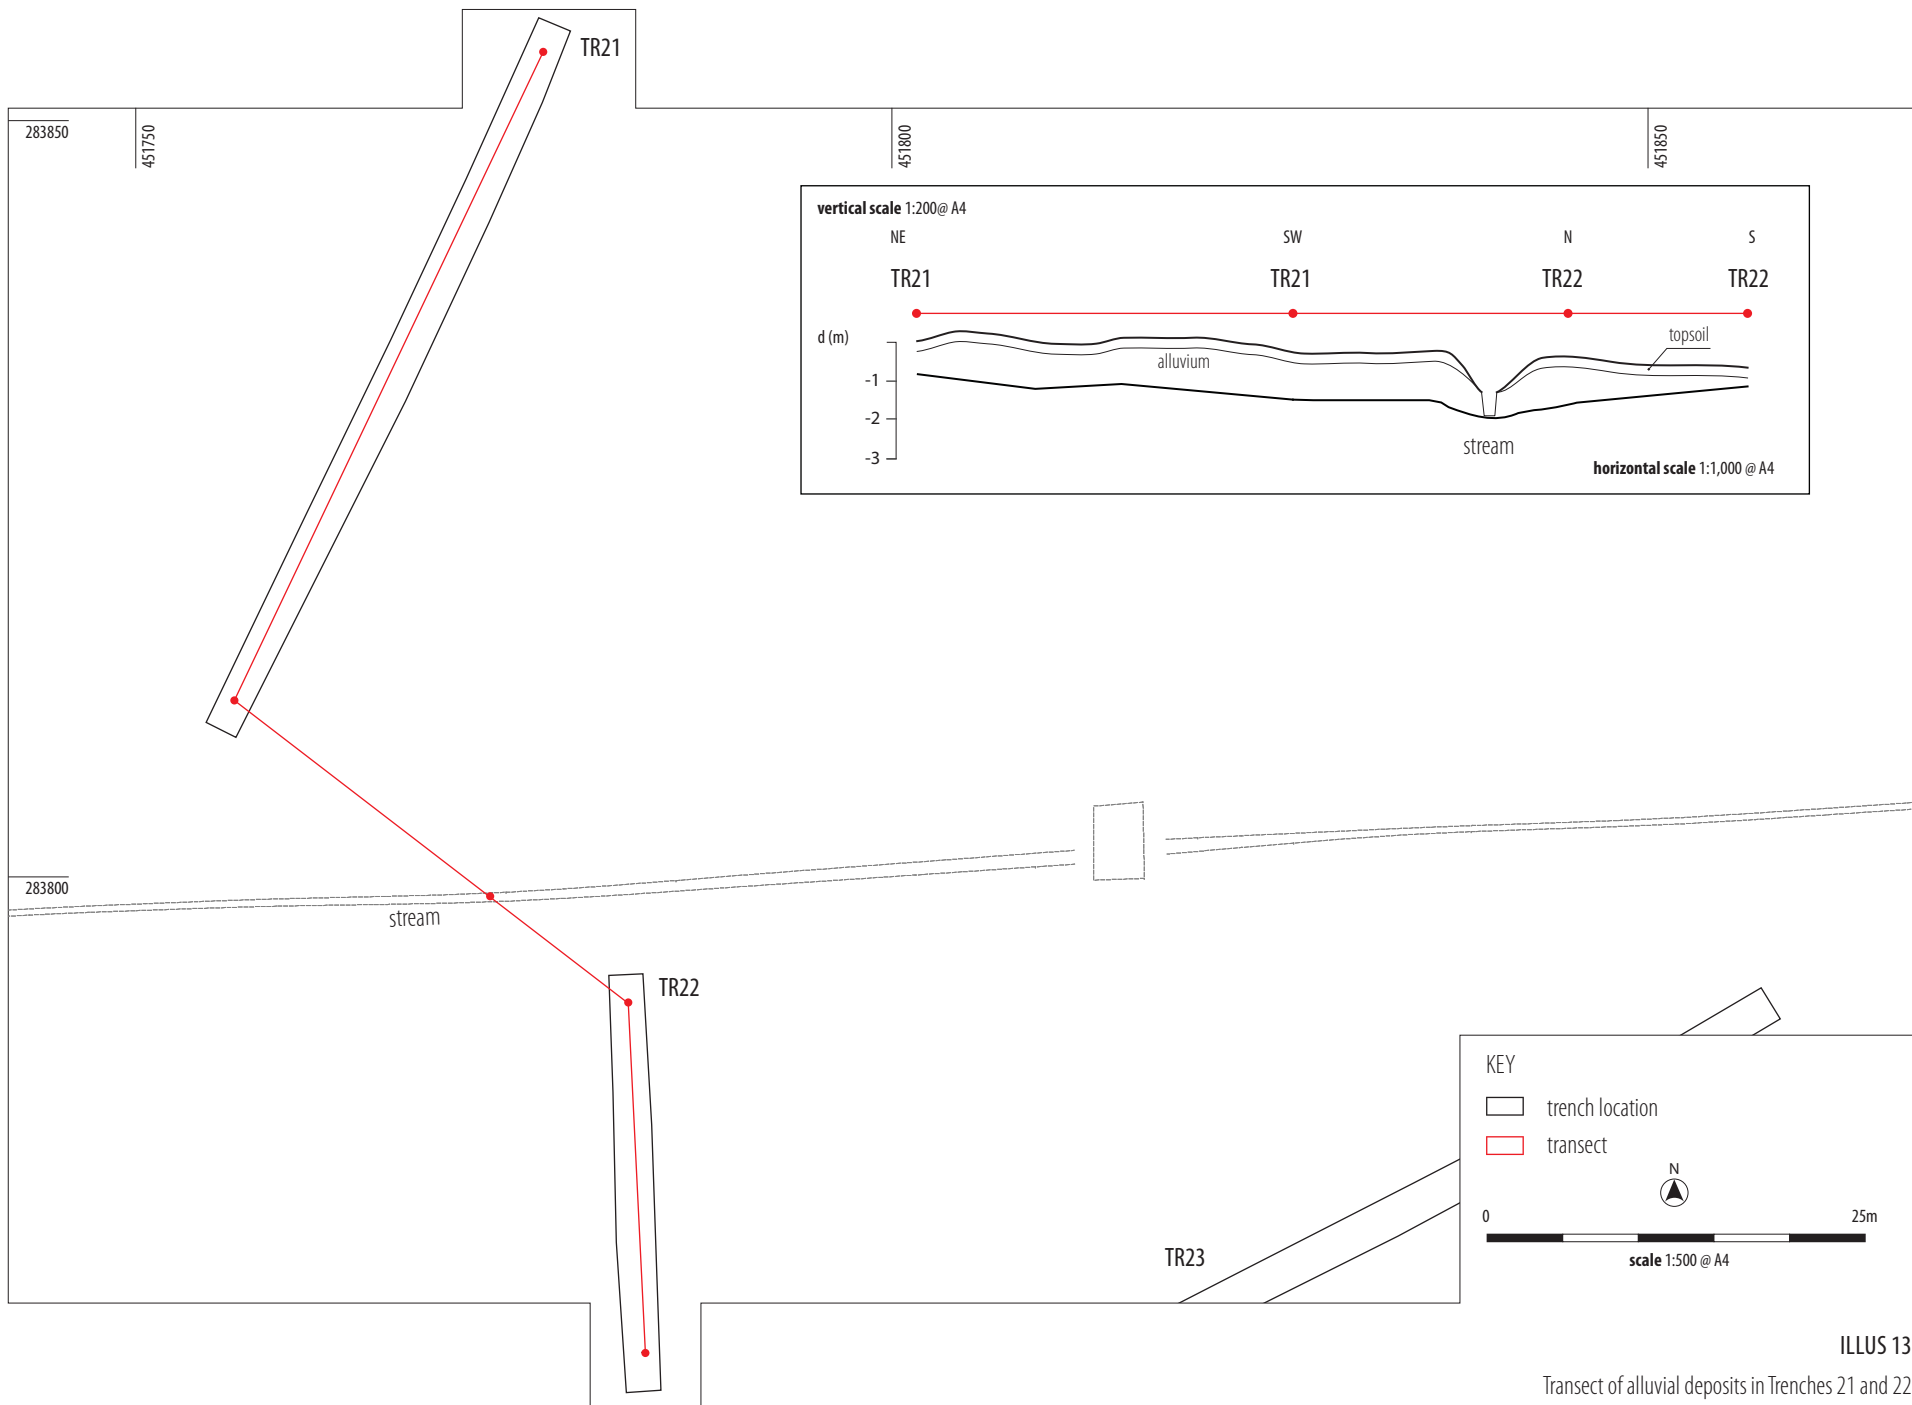 TR21
283850
451750
451800
451850
vertical scale 1:200@ A4
NE
SW
N
S
TR21
TR21
TR22
TR22
d (m)
topsoil
alluvium
-1
-2
-3
stream
horizontal scale 1:1,000 @ A4
283800
stream
TR22
KEY
trench location
transect
N
0
25m
scale 1:500 @ A4
TR23
ILLUS 13
Transect of alluvial deposits in Trenches 21 and 22